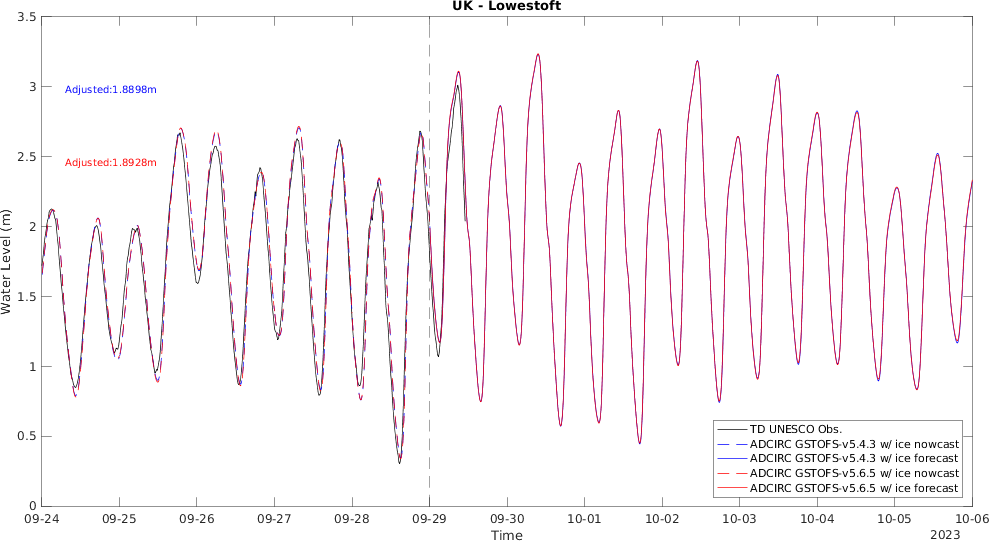 UK - Lowestoft
3.5
3
2.5
2
1.5
1
0.5
0
Water Level (m)
Adjusted:1.8898m
Adjusted:1.8928m
TD UNESCO Obs.
ADCIRC GSTOFS-v5.4.3 w/ ice nowcast
ADCIRC GSTOFS-v5.4.3 w/ ice forecast
ADCIRC GSTOFS-v5.6.5 w/ ice nowcast
ADCIRC GSTOFS-v5.6.5 w/ ice forecast
09-24 09-25 09-26 09-27 09-28 09-29 09-30 10-01 10-02 10-03 10-04 10-05 10-06
Time
2023